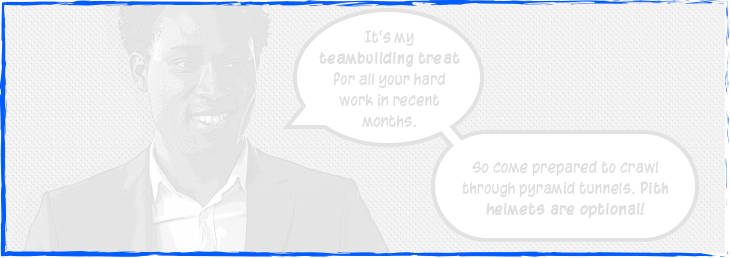 It's my
teambuilding treat
for all your hard
work in recent
months.
So come prepared to crawl
through pyramid tunnels. Pith
helmets are optional!